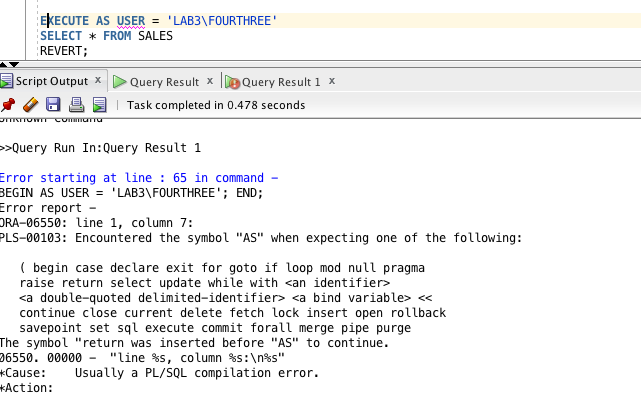 EXECUTE AS USER = 'LAB3\FOURTHREE'
SELECT * FROM SALES
REVERT;
Script Output x Query Result x Query Result 1 x
Task completed in 0.478 seconds
unknown Command
>>Query Run In:Query Result 1
Error starting at line : 65 in command -
BEGIN AS USER = 'LAB3\FOURTHREE'; END;
Error report -
ORA-06550: line 1, column 7:
PLS-00103: Encountered the symbol "AS" when expecting one of the following:
( begin case declare exit for goto if loop mod null pragma
raise return select update while with <an identifier>
<a double-quoted delimited-identifier> <a bind variable> <<
continue close current delete fetch lock insert open rollback
savepoint set sql execute commit forall merge pipe purge
The symbol "return was inserted before "AS" to continue.
06550. 00000 - "line %s, column %s:\n%s"
*Cause: Usually a PL/SQL compilation error.
*Action: